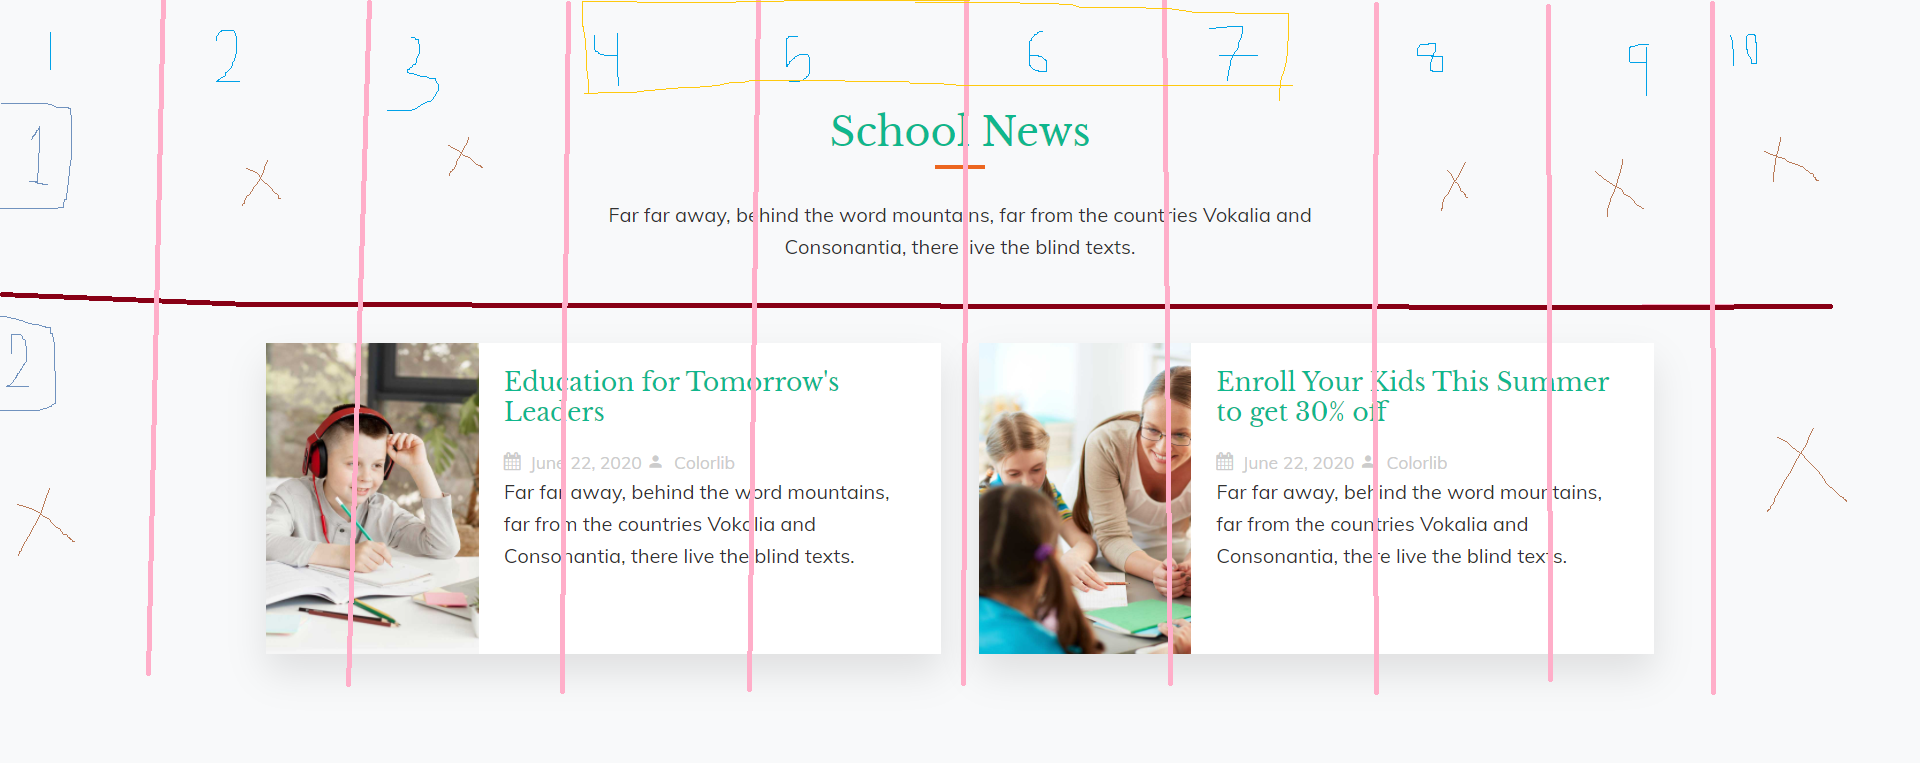 1 2 3 4 5 6 7 8 9 10
1
School News
Far far away, behind the word mountains, far from the countries Vokalia and
Consonantia, there live the blind texts.
2
Education for Tomorrow's
Leaders
June 22, 2020 Colorlib
Far far away, behind the word mountains,
far from the countries Vokalia and
Consonantia, there live the blind texts.
Enroll Your Kids This Summer
to get 30% off
June 22, 2020 Colorlib
Far far away, behind the word mountains,
far from the countries Vokalia and
Consonantia, there live the blind texts.